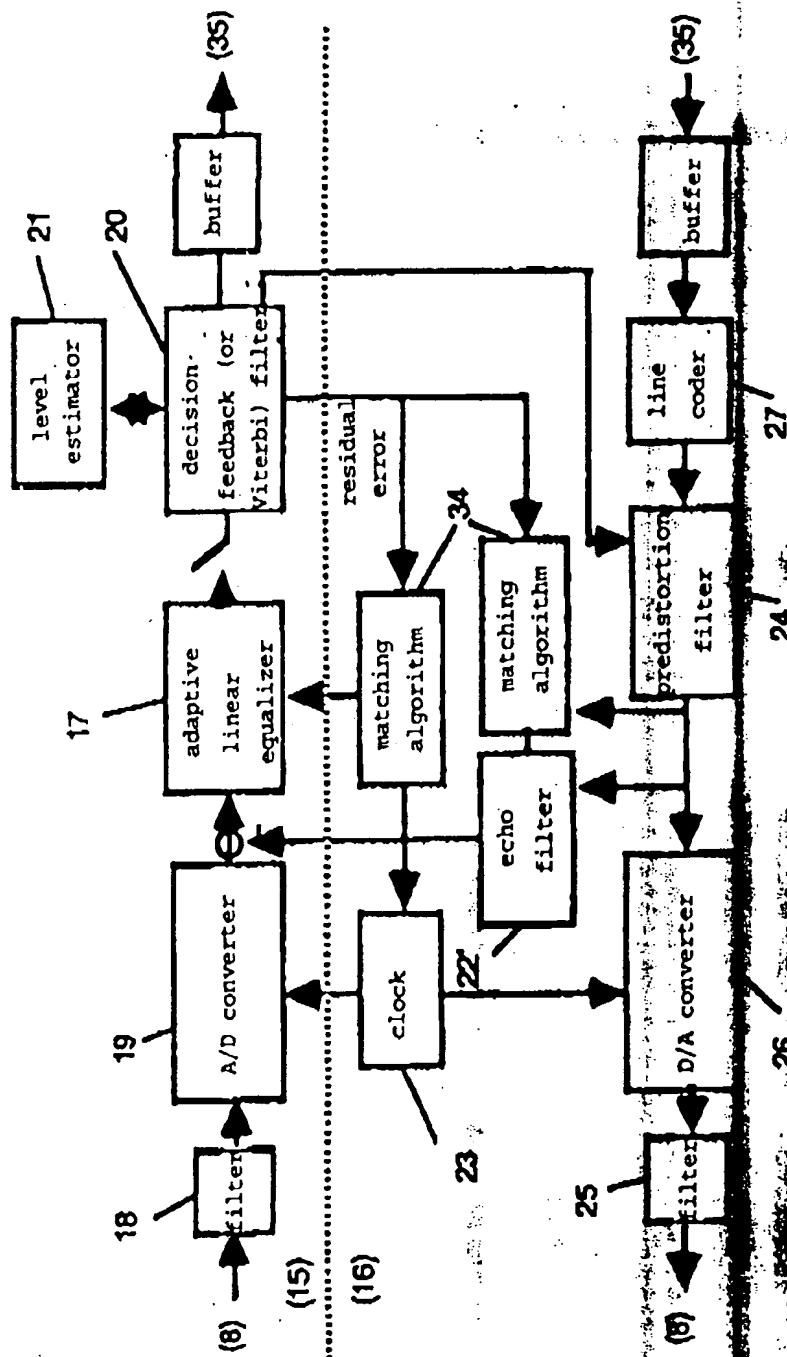 21
level
estimator
(8)
18
filter
19
A/D converter
17
adaptive
linear
equalizer
20
decision-
feedback (or
Viterbi) filter
buffer
(35)
(15)
(16)
residual
error
23
clock
matching
algorithm
34
matching
algorithm
22'
echo
filter
(8)
25
filter
26
D/A converter
24
predistortion
filter
27
line
coder
buffer
(35)